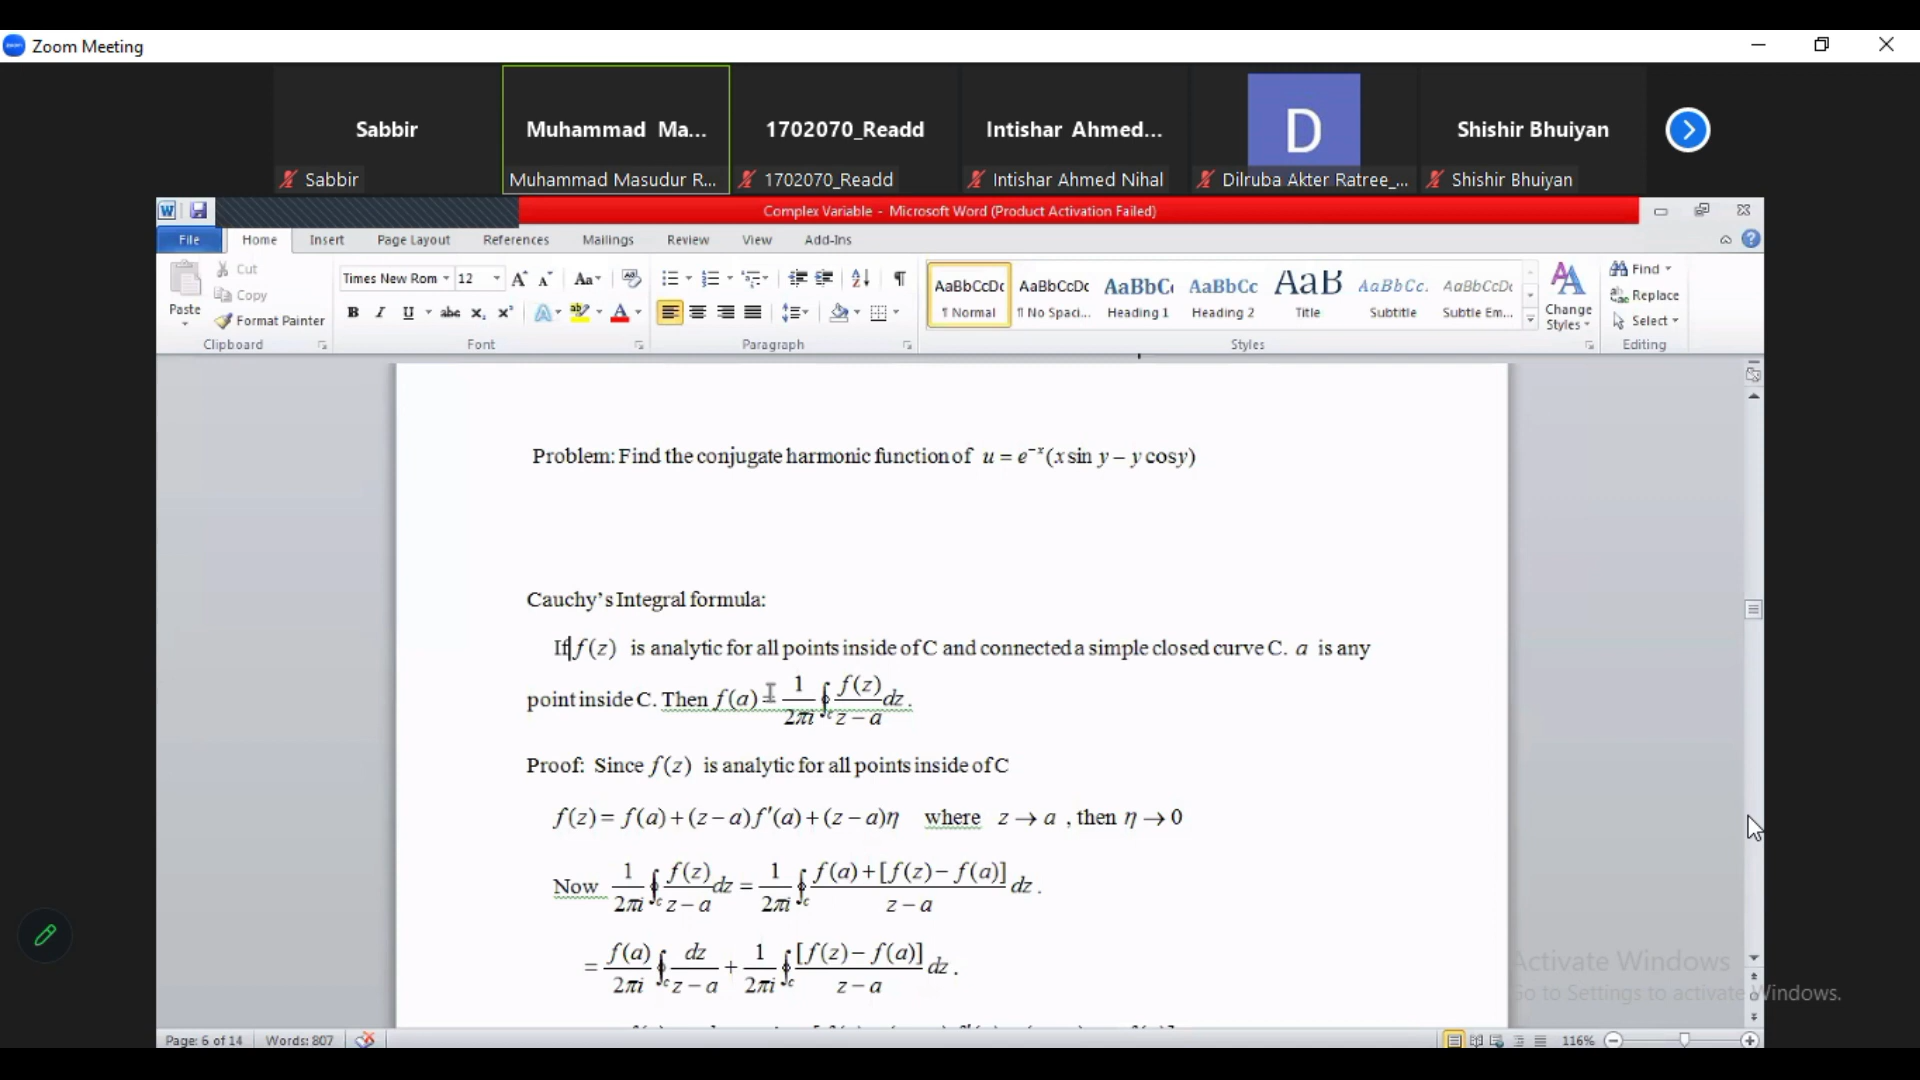 Zoom Meeting
Sabbir
Muhammad Ma...
1702070_Readd
Intishar Ahmed...
D
Shishir Bhuiyan
Sabbir
Muhammad Masudur R...
1702070_Readd
Intishar Ahmed Nihal
Dilruba Akter Ratree_...
Shishir Bhuiyan
Complex Variable - Microsoft Word (Product Activation Failed)
File Home Insert Page Layout References Mailings Review View Add-Ins
Paste
Cut
Copy
Format Painter
Clipboard
Times New Rom 12
Font
Paragraph
AaBbCcDc AaBbCcDc AaBbC AaBbCc AaB AaBbCc. AaBbCcDc
¶ Normal ¶ No Spaci... Heading 1 Heading 2 Title Subtitle Subtle Em...
Change Styles
Styles
Find
Replace
Select
Editing
Problem: Find the conjugate harmonic function of u = e⁻ˣ(x sin y − y cosy)
Cauchy’s Integral formula:
If f(z) is analytic for all points inside of C and connected a simple closed curve C. a is any
point inside C. Then f(a) = 1/2πi ∮c f(z)/z−a dz.
Proof: Since f(z) is analytic for all points inside of C
f(z) = f(a)+(z−a)f′(a)+(z−a)η where z → a , then η → 0
Now 1/2πi ∮c f(z)/z−a dz = 1/2πi ∮c f(a)+[f(z)− f(a)]/z−a dz.
= f(a)/2πi ∮c dz/z−a + 1/2πi ∮c [f(z)− f(a)]/z−a dz.
Activate Windows
Go to Settings to activate Windows.
Page: 6 of 14 Words: 807 116%